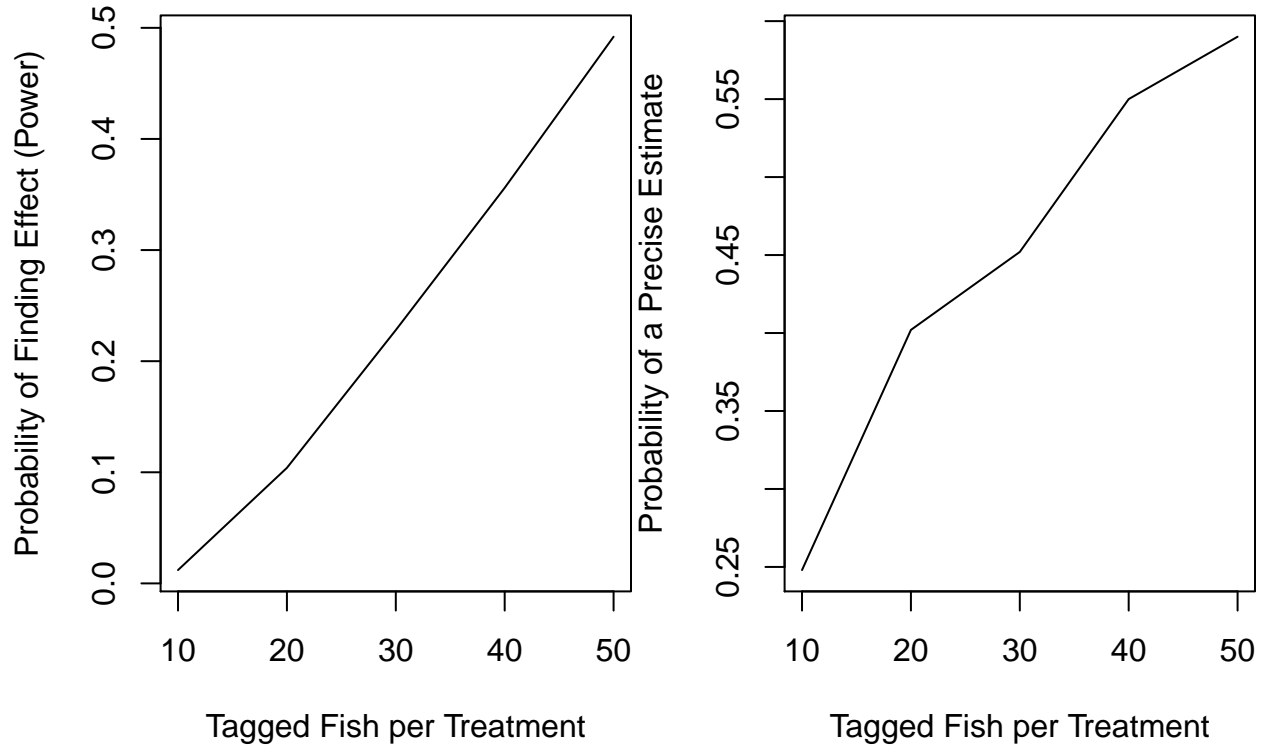 Probability of Finding Effect (Power)
0.5
0.4
0.3
0.2
0.1
0.0
10 20 30 40 50
Tagged Fish per Treatment
Probability of a Precise Estimate
0.55
0.45
0.35
0.25
10 20 30 40 50
Tagged Fish per Treatment